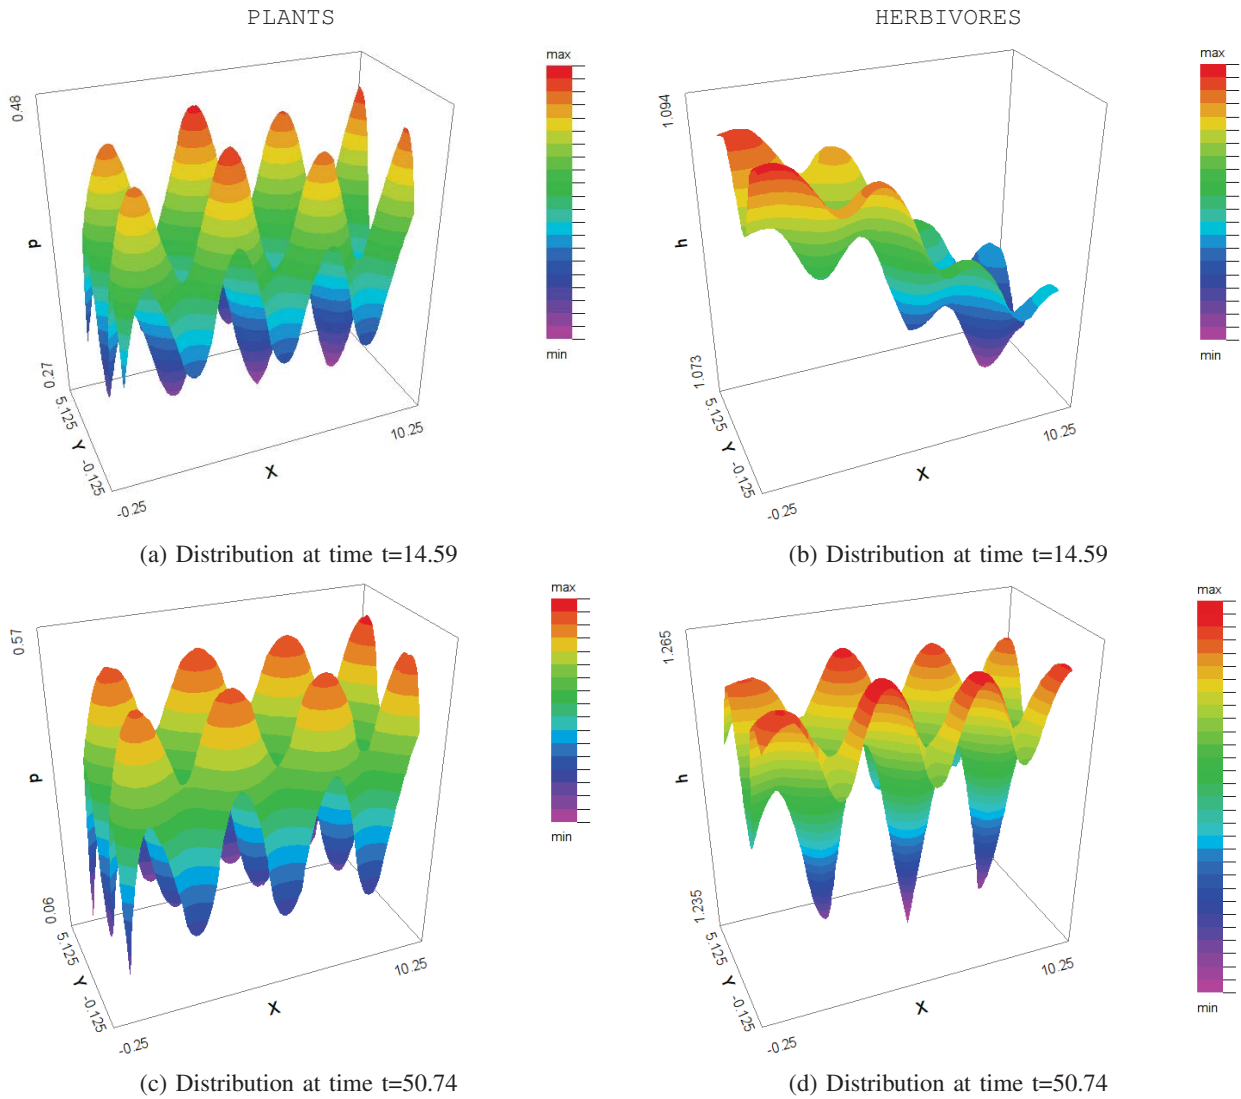 PLANTS
HERBIVORES
max
min
0.48
p
0.27
5.125
Y
-0.125
-0.25
X
10.25
max
min
1.094
h
1.073
5.125
Y
-0.125
-0.25
X
10.25
(a) Distribution at time t=14.59
(b) Distribution at time t=14.59
max
min
0.57
p
0.06
5.125
Y
-0.125
-0.25
X
10.25
max
min
1.265
h
1.235
5.125
Y
-0.125
-0.25
X
10.25
(c) Distribution at time t=50.74
(d) Distribution at time t=50.74